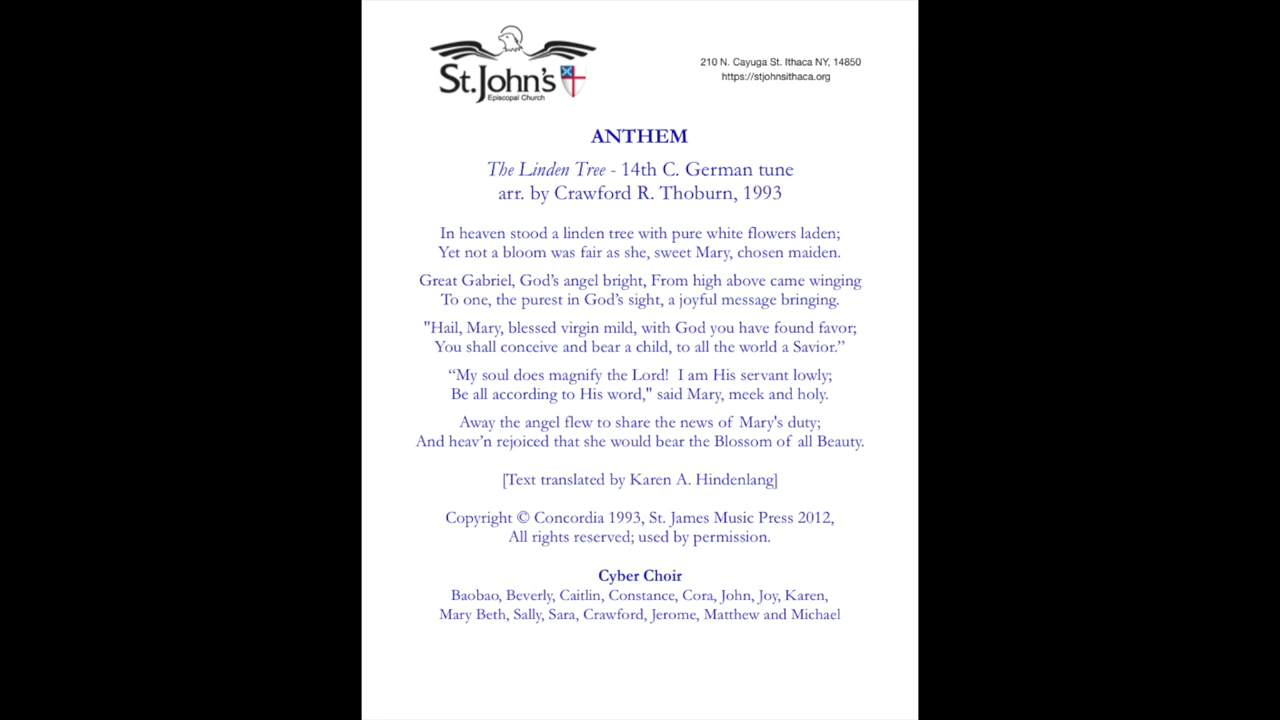 St. John's
Episcopal Church
210 N. Cayuga St. Ithaca NY, 14850
https://stjohnsithaca.org
ANTHEM
The Linden Tree - 14th C. German tune
arr. by Crawford R. Thoburn, 1993
In heaven stood a linden tree with pure white flowers laden;
Yet not a bloom was fair as she, sweet Mary, chosen maiden.
Great Gabriel, God’s angel bright, From high above came winging
To one, the purest in God’s sight, a joyful message bringing.
"Hail, Mary, blessed virgin mild, with God you have found favor;
You shall conceive and bear a child, to all the world a Savior.”
“My soul does magnify the Lord!  I am His servant lowly;
Be all according to His word," said Mary, meek and holy.
Away the angel flew to share the news of Mary's duty;
And heav’n rejoiced that she would bear the Blossom of all Beauty.
[Text translated by Karen A. Hindenlang]
Copyright © Concordia 1993, St. James Music Press 2012,
All rights reserved; used by permission.
Cyber Choir
Baobao, Beverly, Caitlin, Constance, Cora, John, Joy, Karen,
Mary Beth, Sally, Sara, Crawford, Jerome, Matthew and Michael